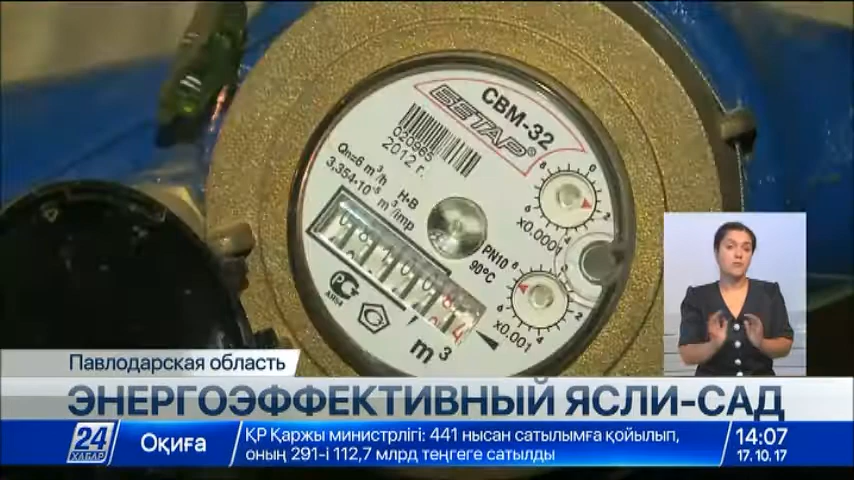 СВМ-32
БЕТАР®
020965
2012 г.
Qn=6 m³/h
3,354·10⁻⁵ m³/imp
H·B
PN10
90°C
x0.0001
x0.001
m³
Павлодарская область
ЭНЕРГОЭФФЕКТИВНЫЙ ЯСЛИ-САД
24
ХАБАР
Оқиға
ҚР Қаржы министрлігі: 441 нысан сатылымға қойылып,
оның 291-і 112,7 млрд теңгеге сатылды
14:07
17.10.17